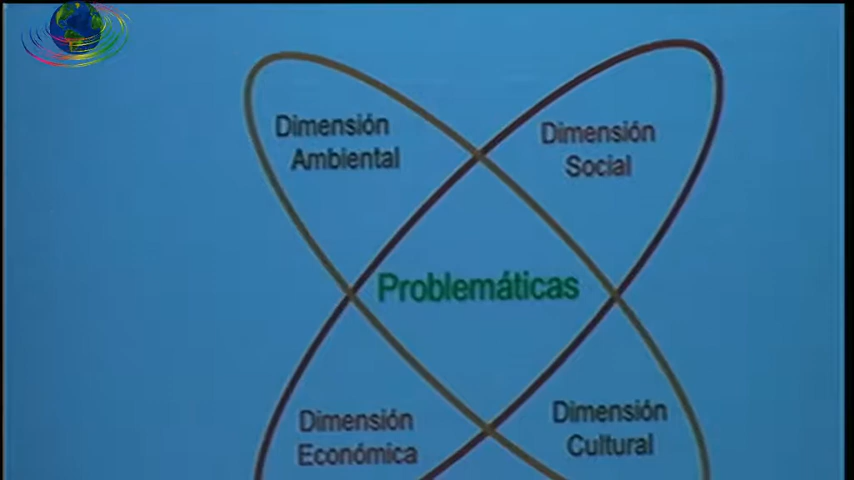 Dimensión
Ambiental
Dimensión
Social
Problemáticas
Dimensión
Económica
Dimensión
Cultural